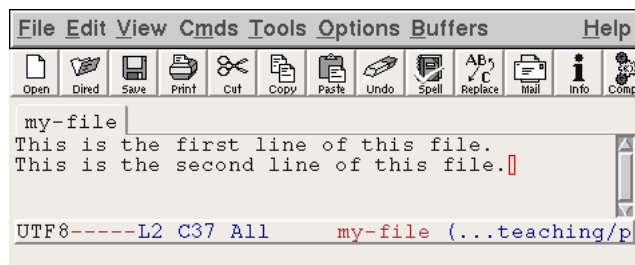 File Edit View Cmds Tools Options Buffers Help
Open Dired Save Print Cut Copy Paste Undo Spell Replace Mail Info
my-file
This is the first line of this file.
This is the second line of this file.
UTF8-----L2 C37 All my-file (...teaching/p